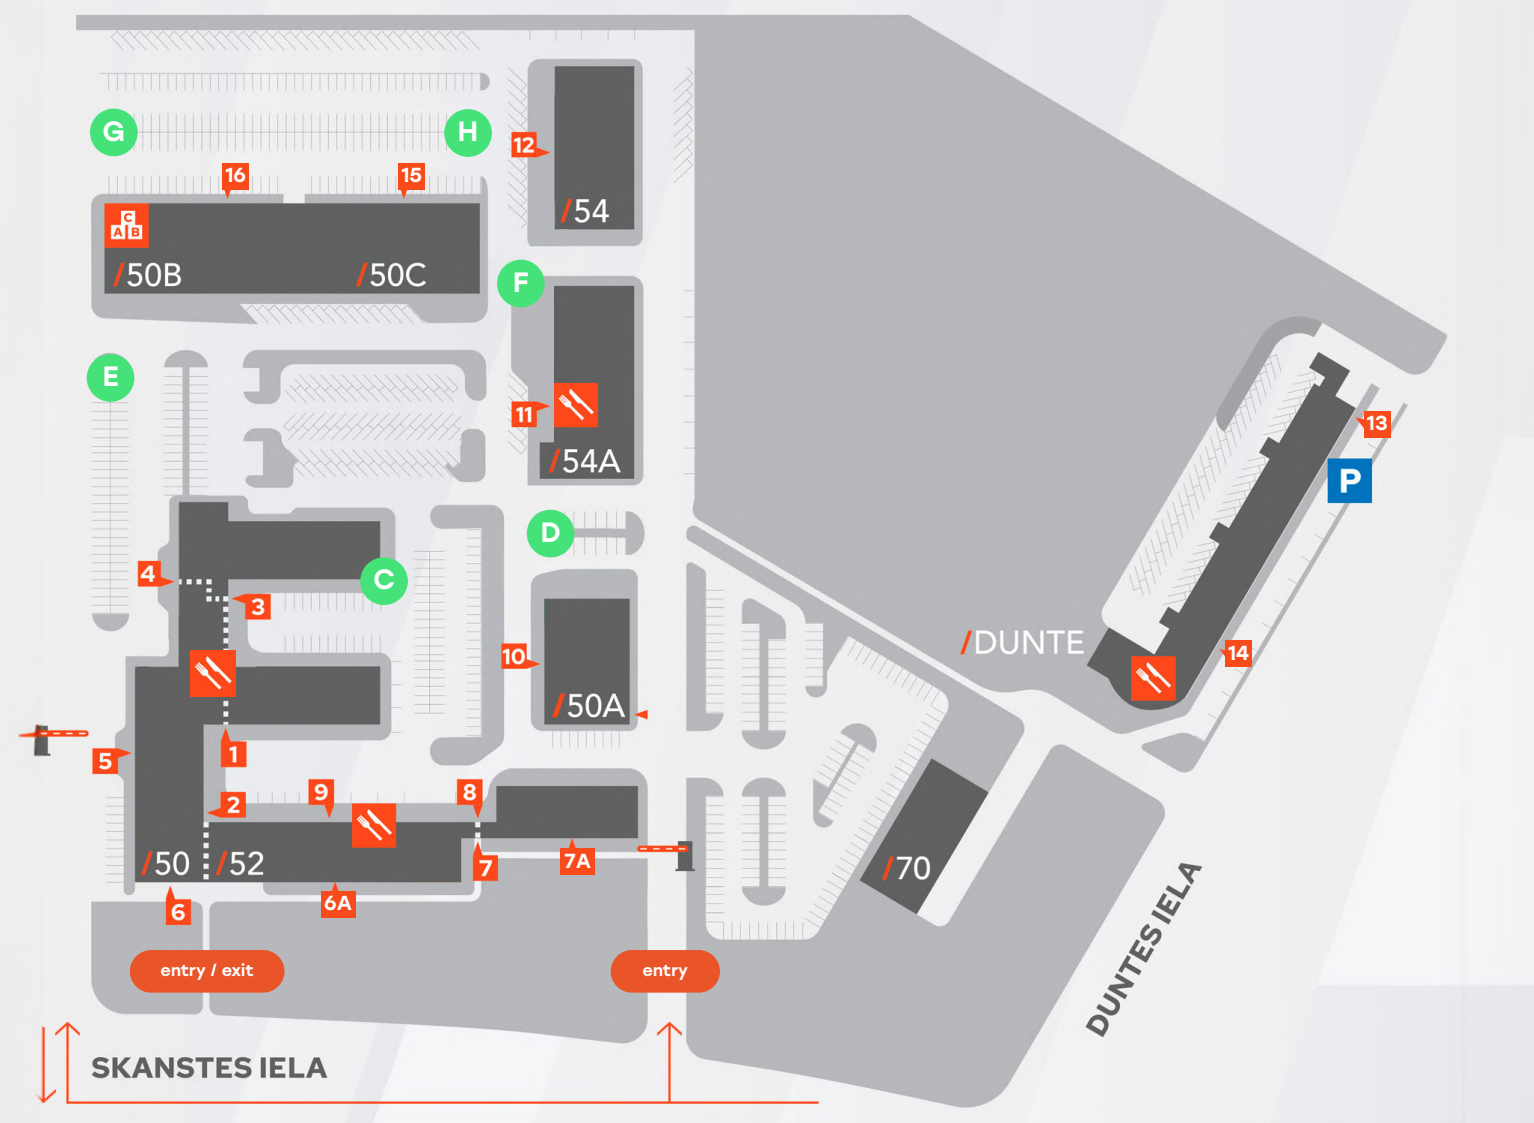 G
H
12
16
15
/54
C
A B
/50B
/50C
F
E
11
/54A
13
P
D
4
C
3
/DUNTE
14
10
/50A
1
5
9
8
2
/50
/52
7
7A
/70
6
6A
entry / exit
entry
DUNTES IELA
SKANSTES IELA